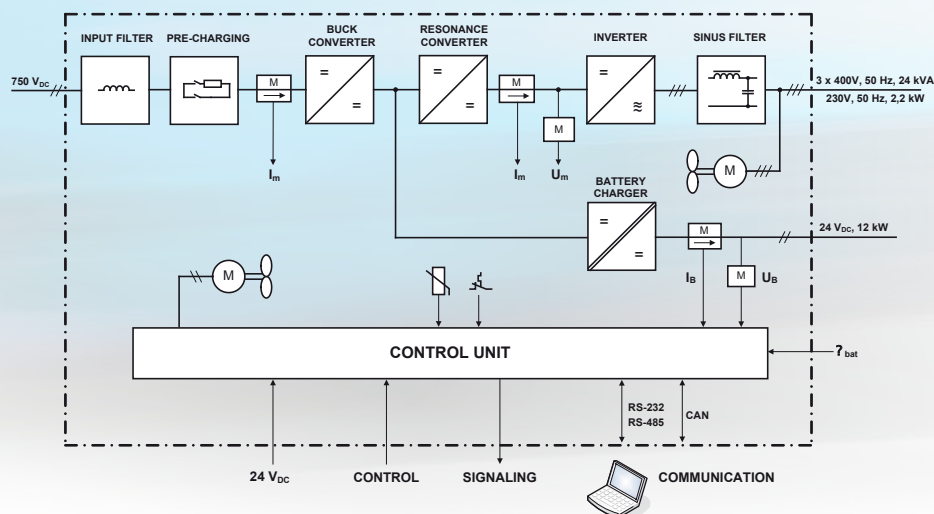 INPUT FILTER
PRE-CHARGING
BUCK
CONVERTER
RESONANCE
CONVERTER
INVERTER
SINUS FILTER
750 VDC
M
=
=
=
=
M
=
≈
3 x 400V, 50 Hz, 24 kVA
230V, 50 Hz, 2,2 kW
M
Im
Im
Um
M
BATTERY
CHARGER
=
=
M
24 VDC, 12 kW
M
IB
M
UB
CONTROL UNIT
?bat
RS-232
RS-485
CAN
24 VDC
CONTROL
SIGNALING
COMMUNICATION